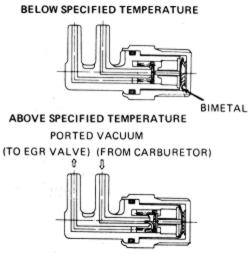 BELOW SPECIFIED TEMPERATURE
BIMETAL
ABOVE SPECIFIED TEMPERATURE
PORTED VACUUM
(TO EGR VALVE) (FROM CARBURETOR)